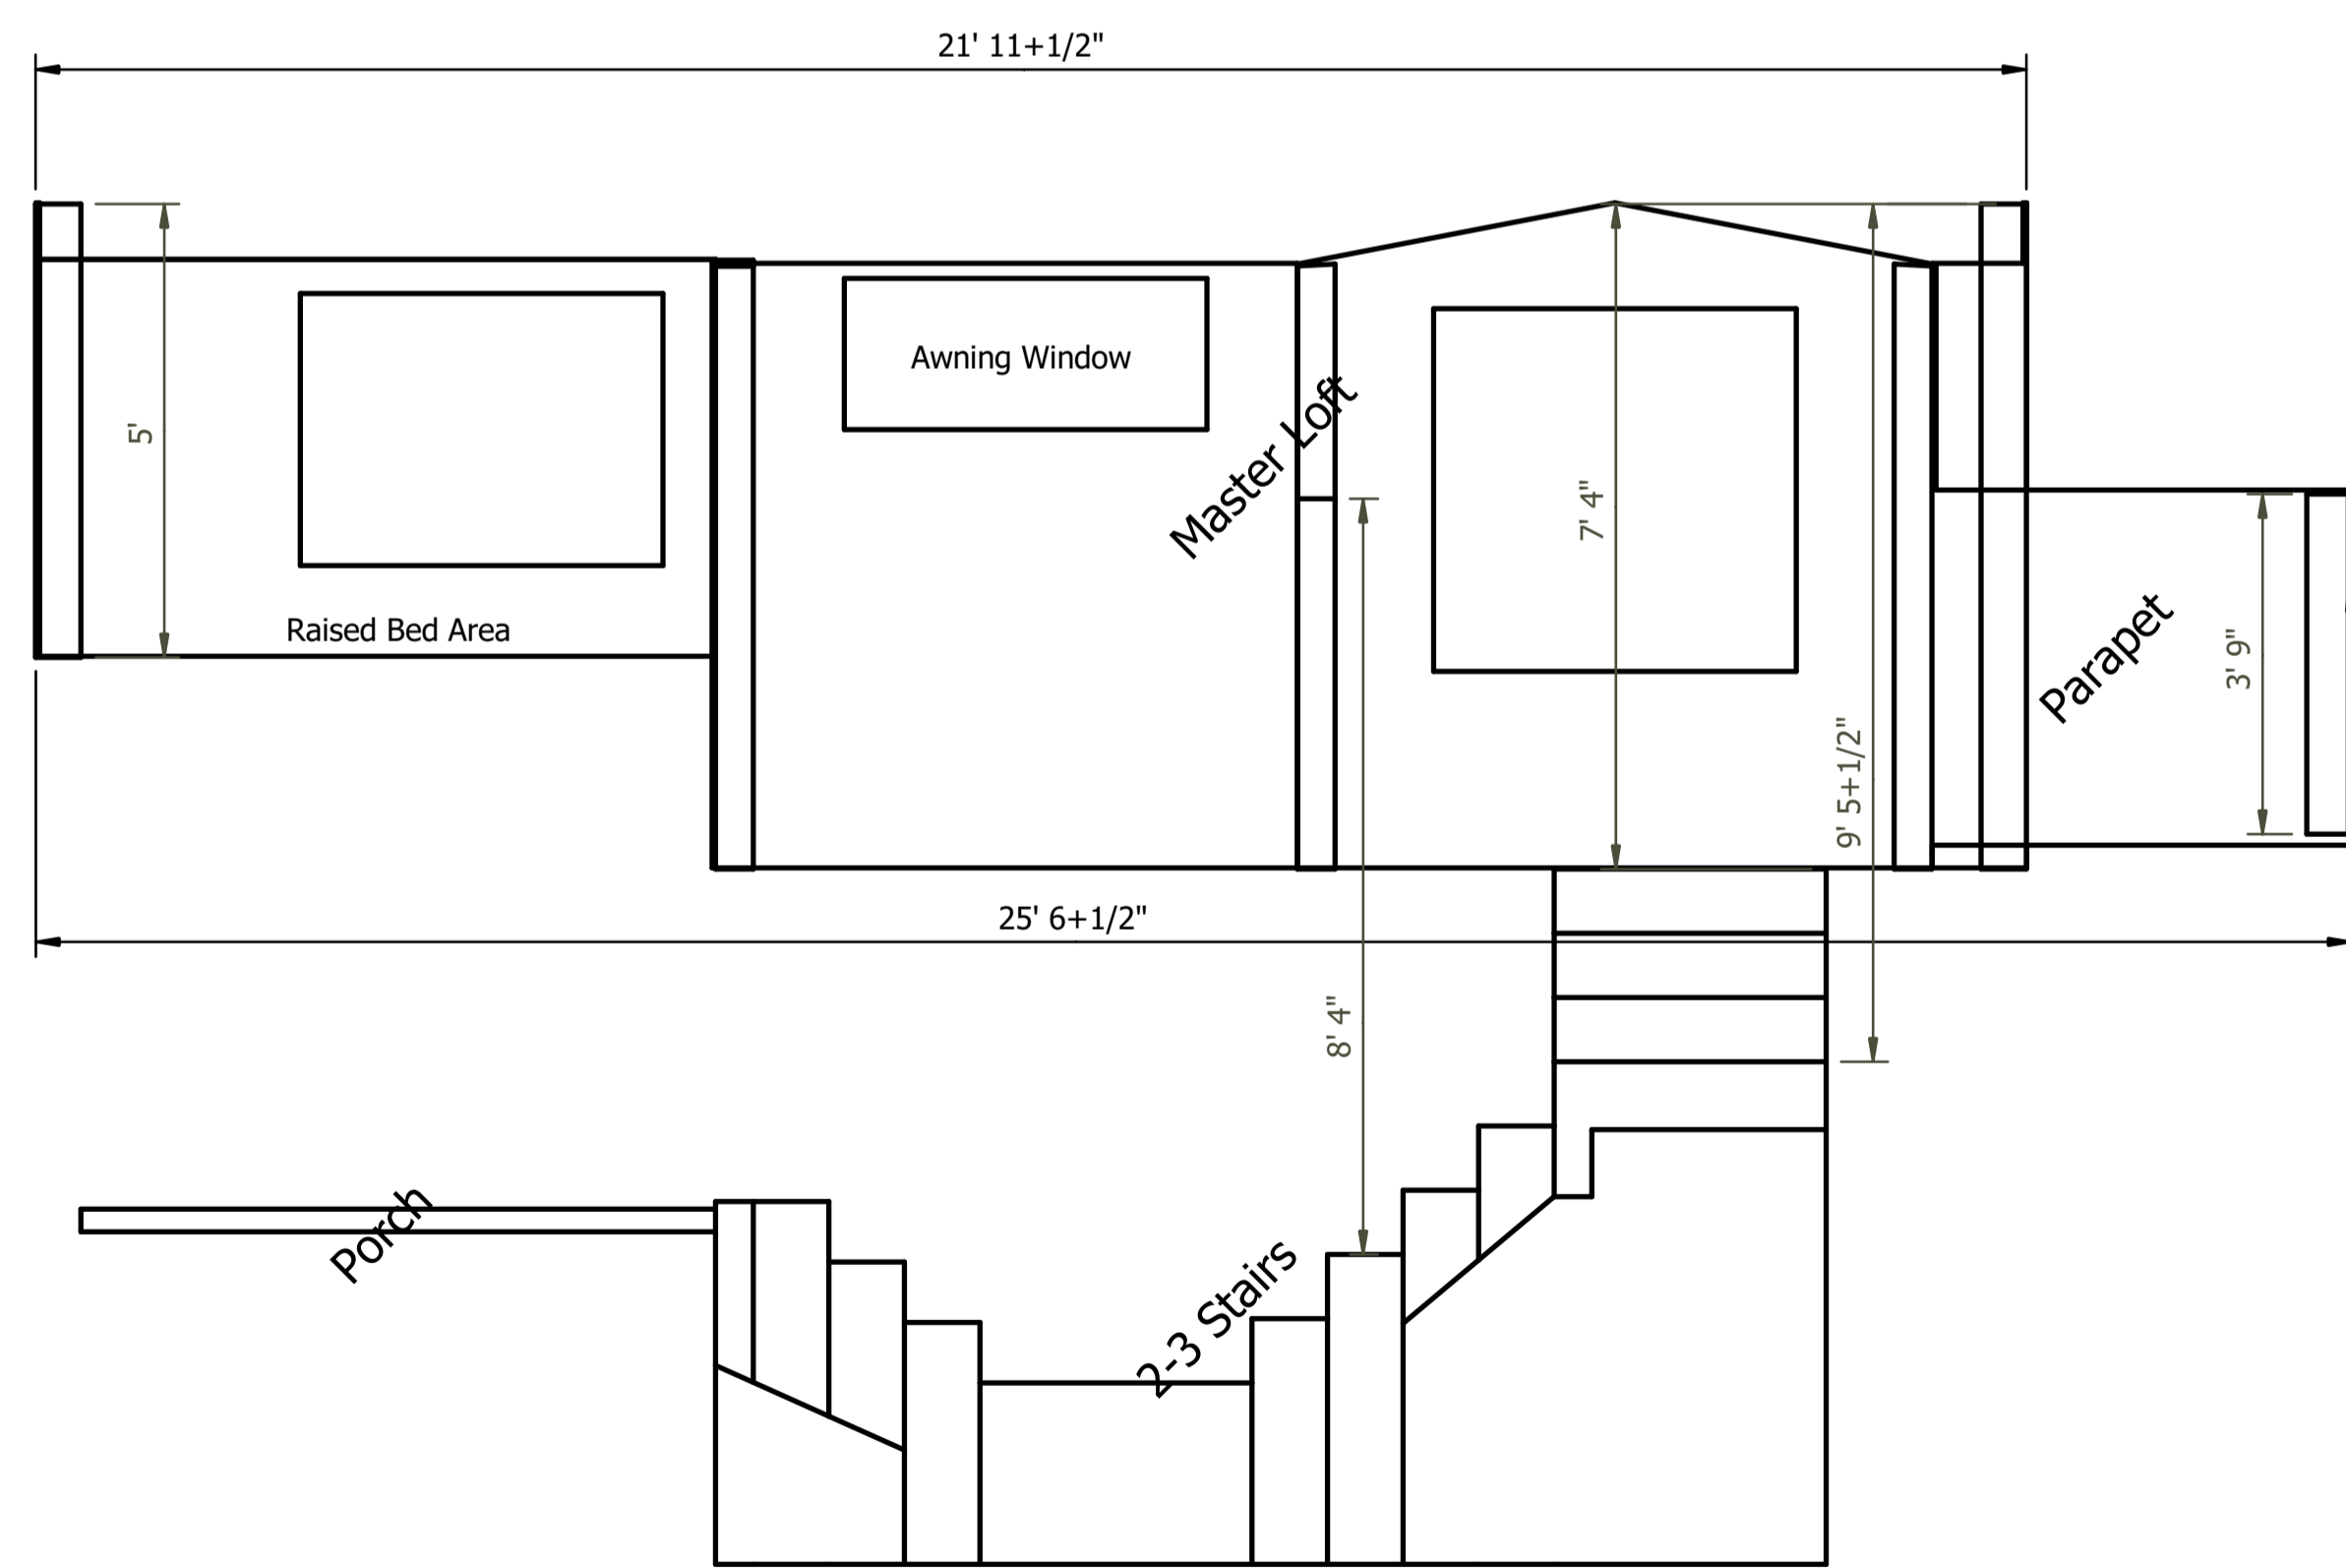 21' 11+1/2"
Awning Window
5'
Master Loft
7' 4"
Raised Bed Area
Parapet
3' 9"
9' 5+1/2"
25' 6+1/2"
8' 4"
Porch
2-3 Stairs